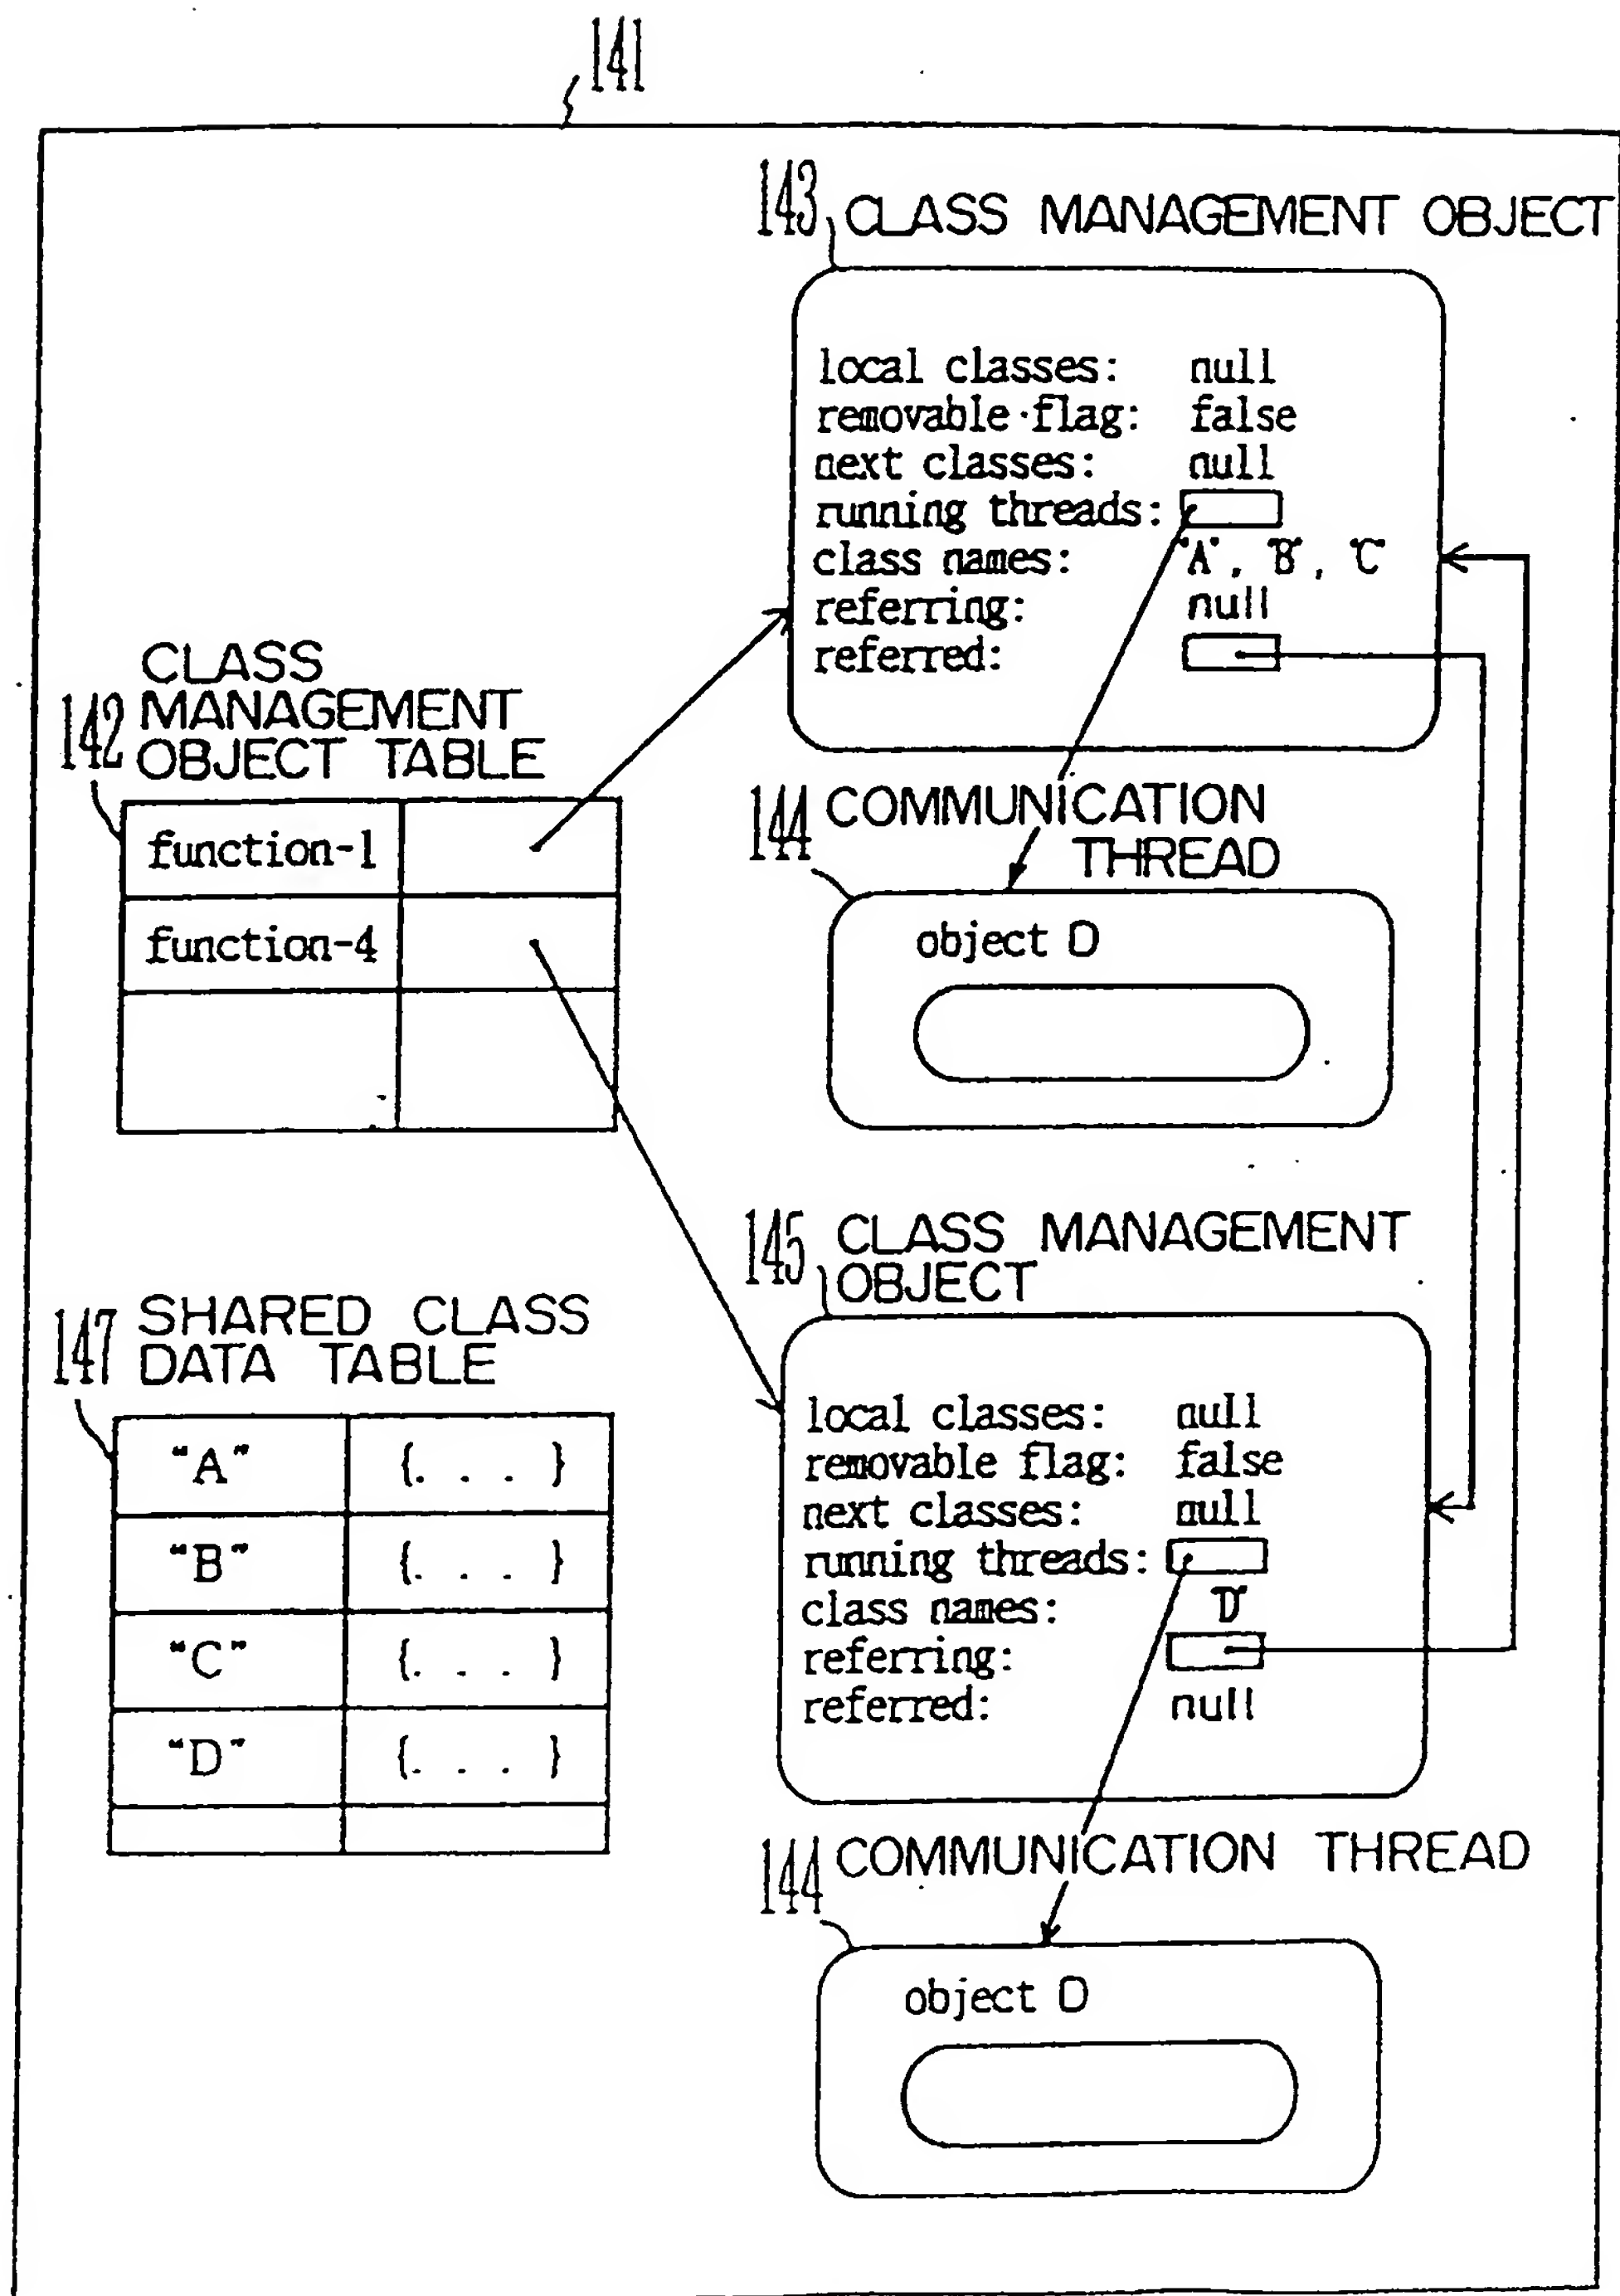 141
143 CLASS MANAGEMENT OBJECT
local classes: null
removable flag: false
next classes: null
running threads:
class names: "A", "B", "C"
referring: null
referred:
CLASS
MANAGEMENT
142 OBJECT TABLE
function-1
function-4
144 COMMUNICATION
THREAD
object D
145 CLASS MANAGEMENT
OBJECT
local classes: null
removable flag: false
next classes: null
running threads:
class names: "D"
referring:
referred: null
147 SHARED CLASS
DATA TABLE
"A" {. . . }
"B" {. . . }
"C" {. . . }
"D" {. . . }
144 COMMUNICATION THREAD
object D